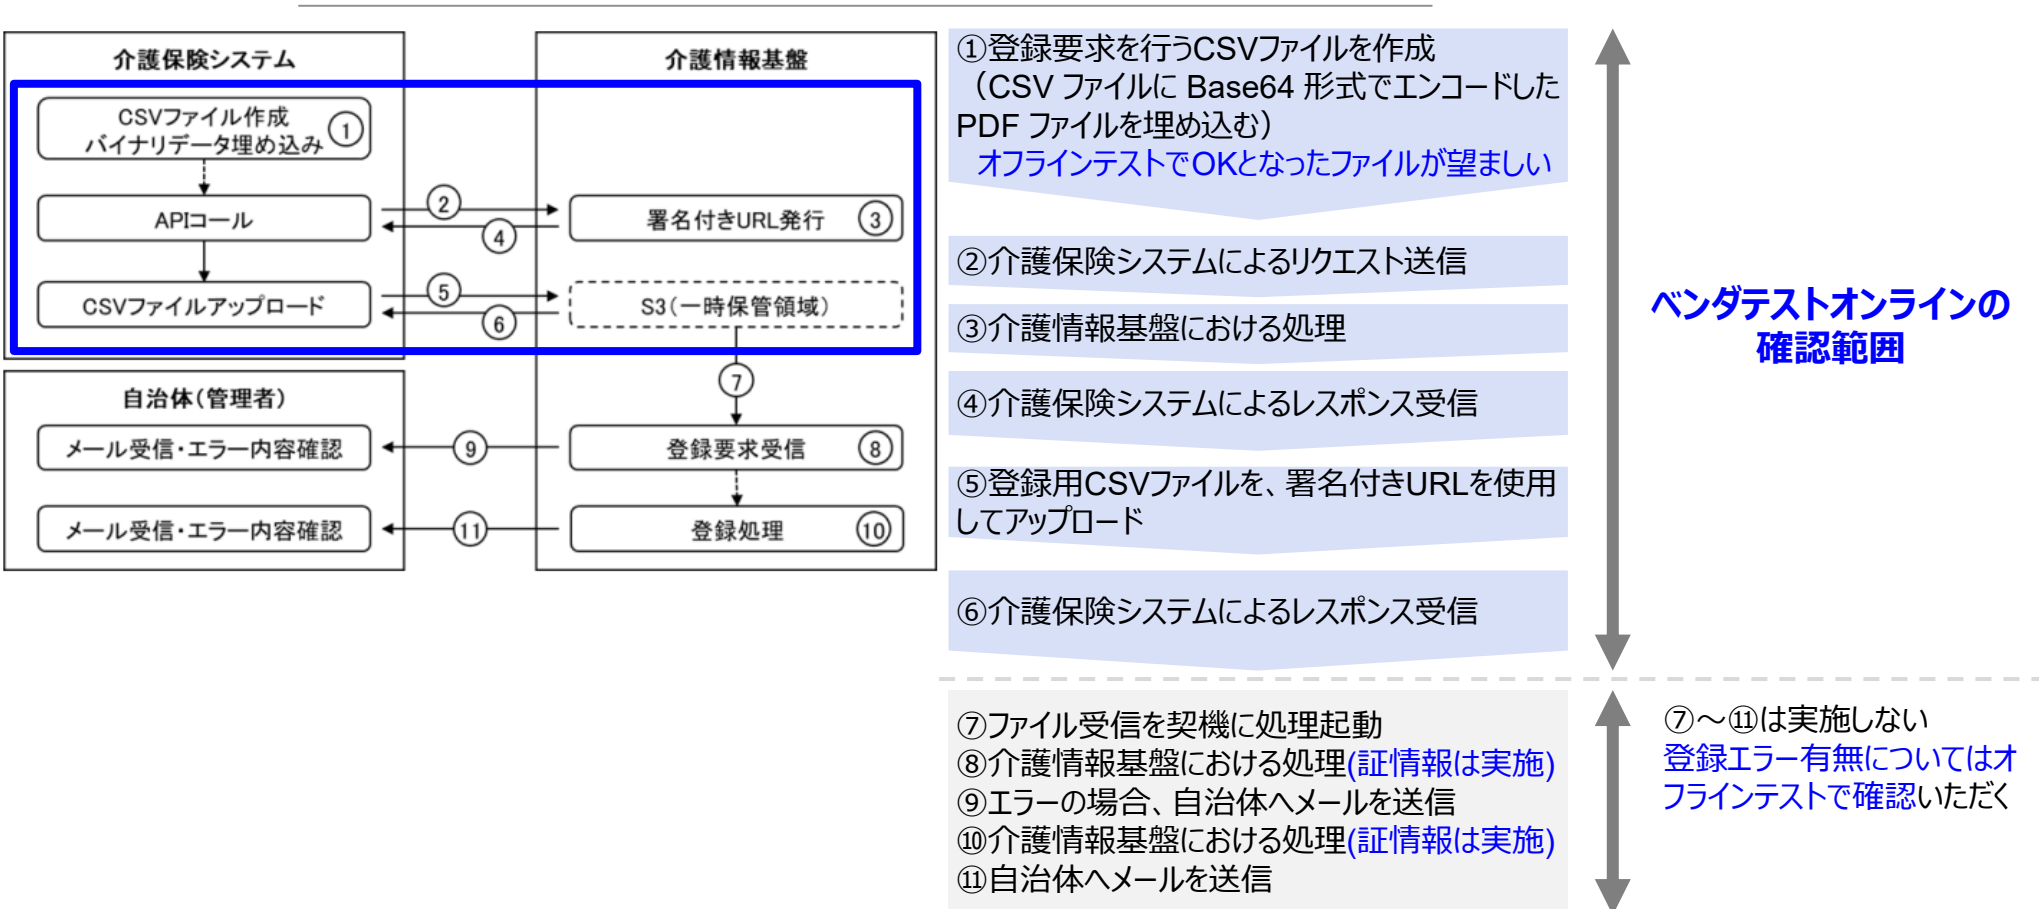 介護保険システム
CSVファイル作成
バイナリデータ埋め込み
①
APIコール
CSVファイルアップロード
②
④
⑤
⑥
介護情報基盤
署名付きURL発行
③
S3(一時保管領域)
⑦
自治体(管理者)
メール受信・エラー内容確認
⑨
登録要求受信
⑧
メール受信・エラー内容確認
⑪
登録処理
⑩
①登録要求を行うCSVファイルを作成
（CSV ファイルに Base64 形式でエンコードした
PDF ファイルを埋め込む）
オフラインテストでOKとなったファイルが望ましい
②介護保険システムによるリクエスト送信
③介護情報基盤における処理
④介護保険システムによるレスポンス受信
⑤登録用CSVファイルを、署名付きURLを使用
してアップロード
⑥介護保険システムによるレスポンス受信
ベンダテストオンラインの
確認範囲
⑦ファイル受信を契機に処理起動
⑧介護情報基盤における処理(証情報は実施)
⑨エラーの場合、自治体へメールを送信
⑩介護情報基盤における処理(証情報は実施)
⑪自治体へメールを送信
⑦～⑪は実施しない
登録エラー有無についてはオ
フラインテストで確認いただく